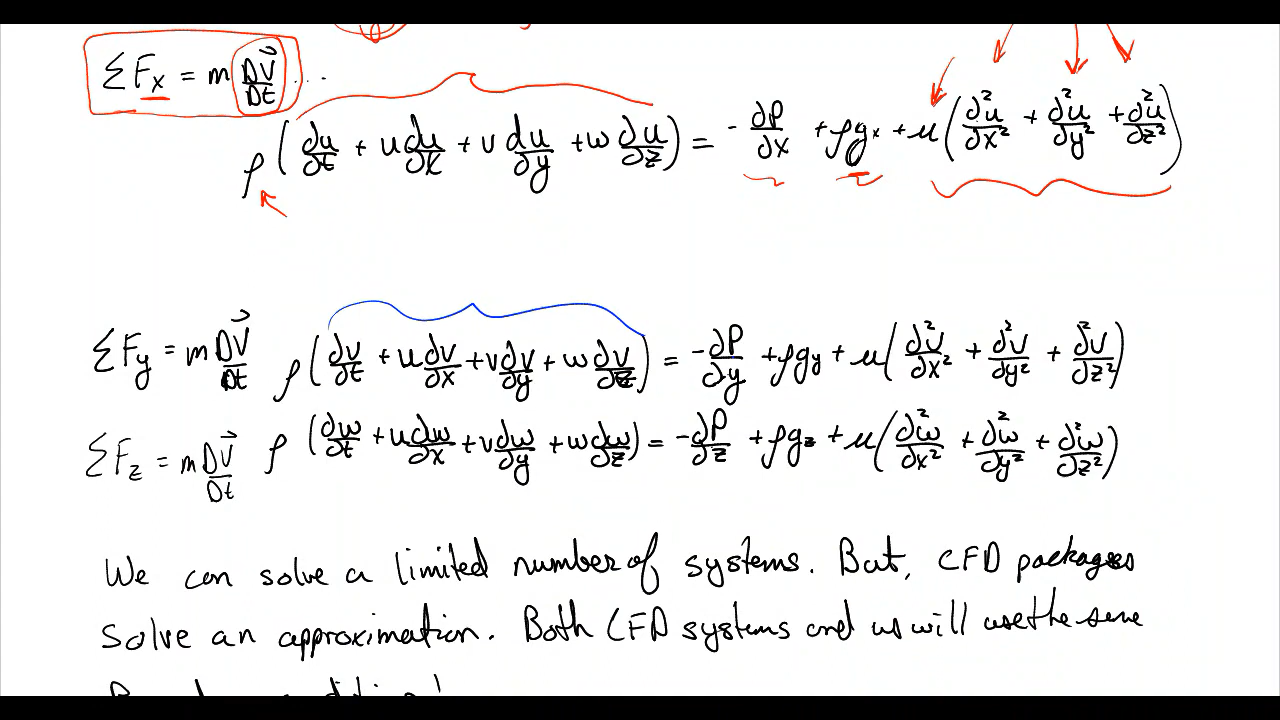 ΣFx = m DV⃗/Dt ...
ρ(∂u/∂t + u ∂u/∂x + v ∂u/∂y + w ∂u/∂z) = - ∂P/∂x + ρgx + μ(∂²u/∂x² + ∂²u/∂y² + ∂²u/∂z²)
ΣFy = m DV⃗/Dt ρ(∂v/∂t + u ∂v/∂x + v ∂v/∂y + w ∂v/∂z) = -∂P/∂y + ρgy + μ(∂²v/∂x² + ∂²v/∂y² + ∂²v/∂z²)
ΣFz = m DV⃗/Dt ρ(∂w/∂t + u ∂w/∂x + v ∂w/∂y + w ∂w/∂z) = -∂P/∂z + ρgz + μ(∂²w/∂x² + ∂²w/∂y² + ∂²w/∂z²)
We can solve a limited number of systems. But, CFD packages
solve an approximation. Both CFD systems and us will use the same